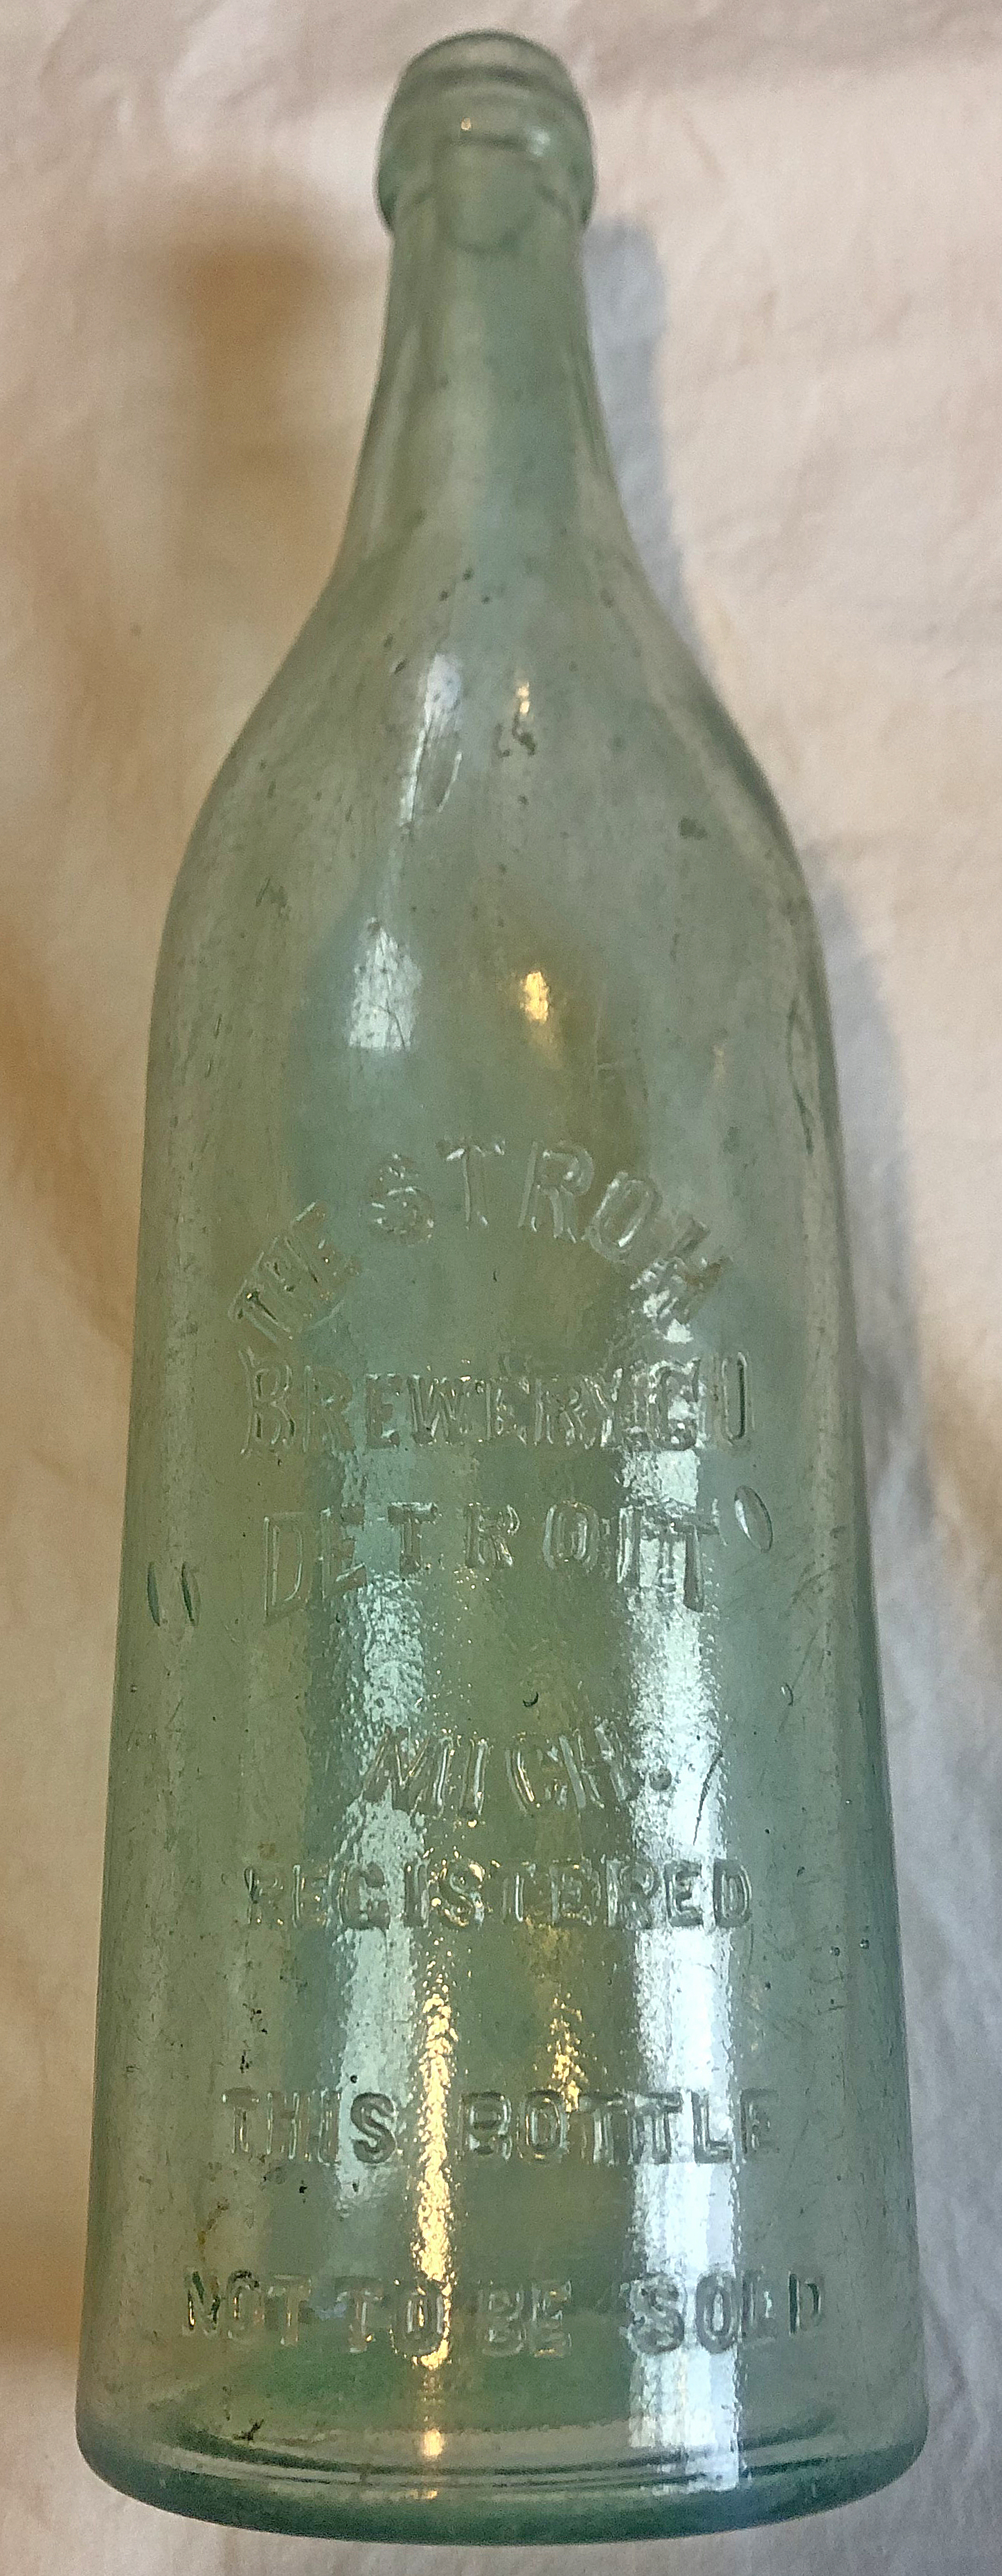 THE STROH
BREWERY CO
"DETROIT"
MICH.
REGISTERED
THIS BOTTLE
NOT TO BE SOLD